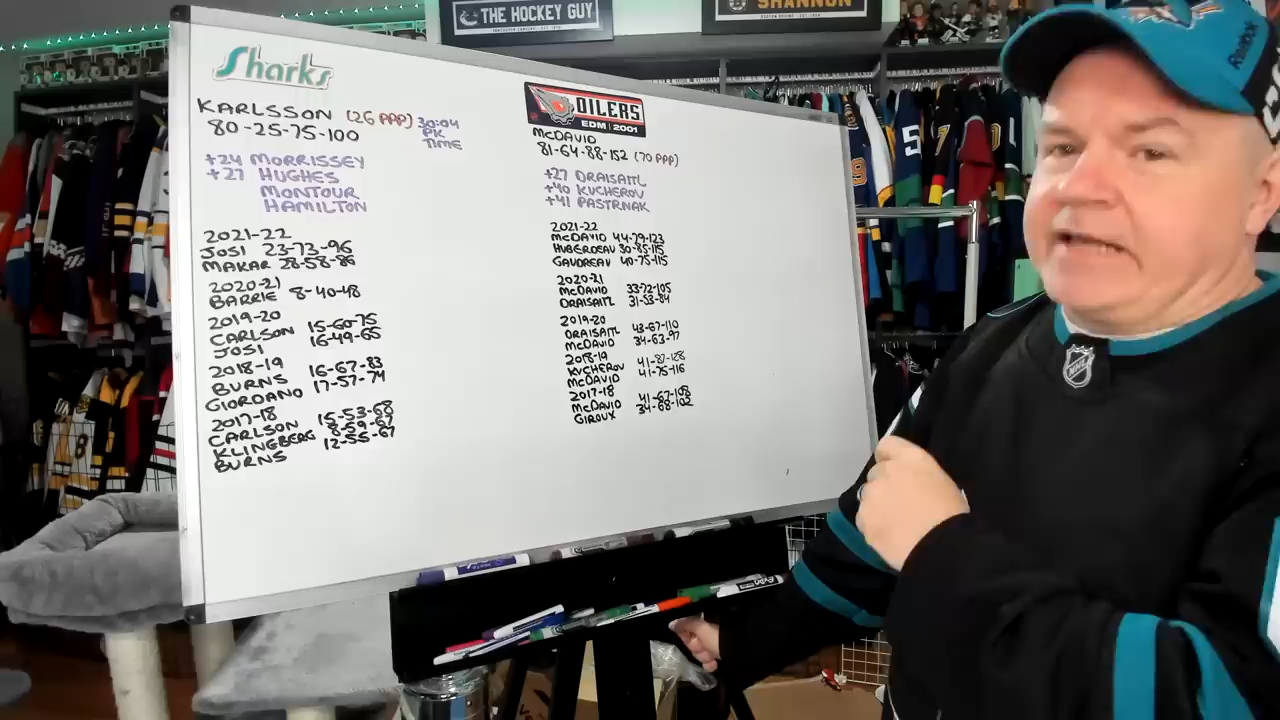 THE HOCKEY GUY
SHANNON
Sharks
KARLSSON (26 PPP) 30:04
80-25-75-100 PK
TIME
+24 MORRISSEY
+27 HUGHES
MONTOUR
HAMILTON
2021-22
JOSI 23-73-96
MAKAR 28-58-86
2020-21
BARRIE 8-40-48
2019-20
CARLSON 15-60-75
JOSI 16-49-65
2018-19
BURNS 16-67-83
GIORDANO 17-57-74
2017-18
CARLSON 15-53-68
KLINGBERG 8-59-67
BURNS 12-55-67
OILERS
EDM | 2001
MCDAVID
81-64-88-152 (70 PPP)
+27 DRAISAITL
+40 KUCHEROV
+41 PASTRNAK
2021-22
MCDAVID 44-79-123
HUBERDEAU 30-85-115
GAUDREAU 40-75-115
2020-21
MCDAVID 33-72-105
DRAISAITL 31-53-84
2019-20
DRAISAITL 43-67-110
MCDAVID 34-63-97
2018-19
KUCHEROV 41-87-128
MCDAVID 41-75-116
2017-18
MCDAVID 41-67-108
GIROUX 34-68-102
Reebok
NHL
5
8